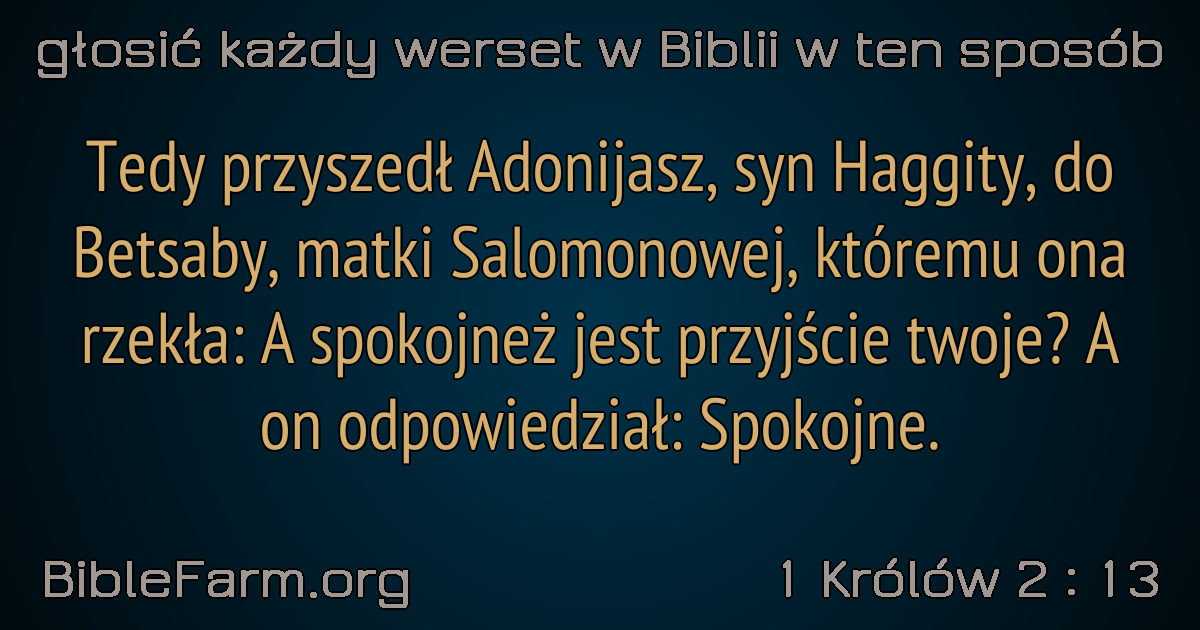 głosić każdy werset w Biblii w ten sposób
Tedy przyszedł Adonijasz, syn Haggity, do
Betsaby, matki Salomonowej, któremu ona
rzekła: A spokojneż jest przyjście twoje? A
on odpowiedział: Spokojne.
BibleFarm.org
1 Królów 2 : 13